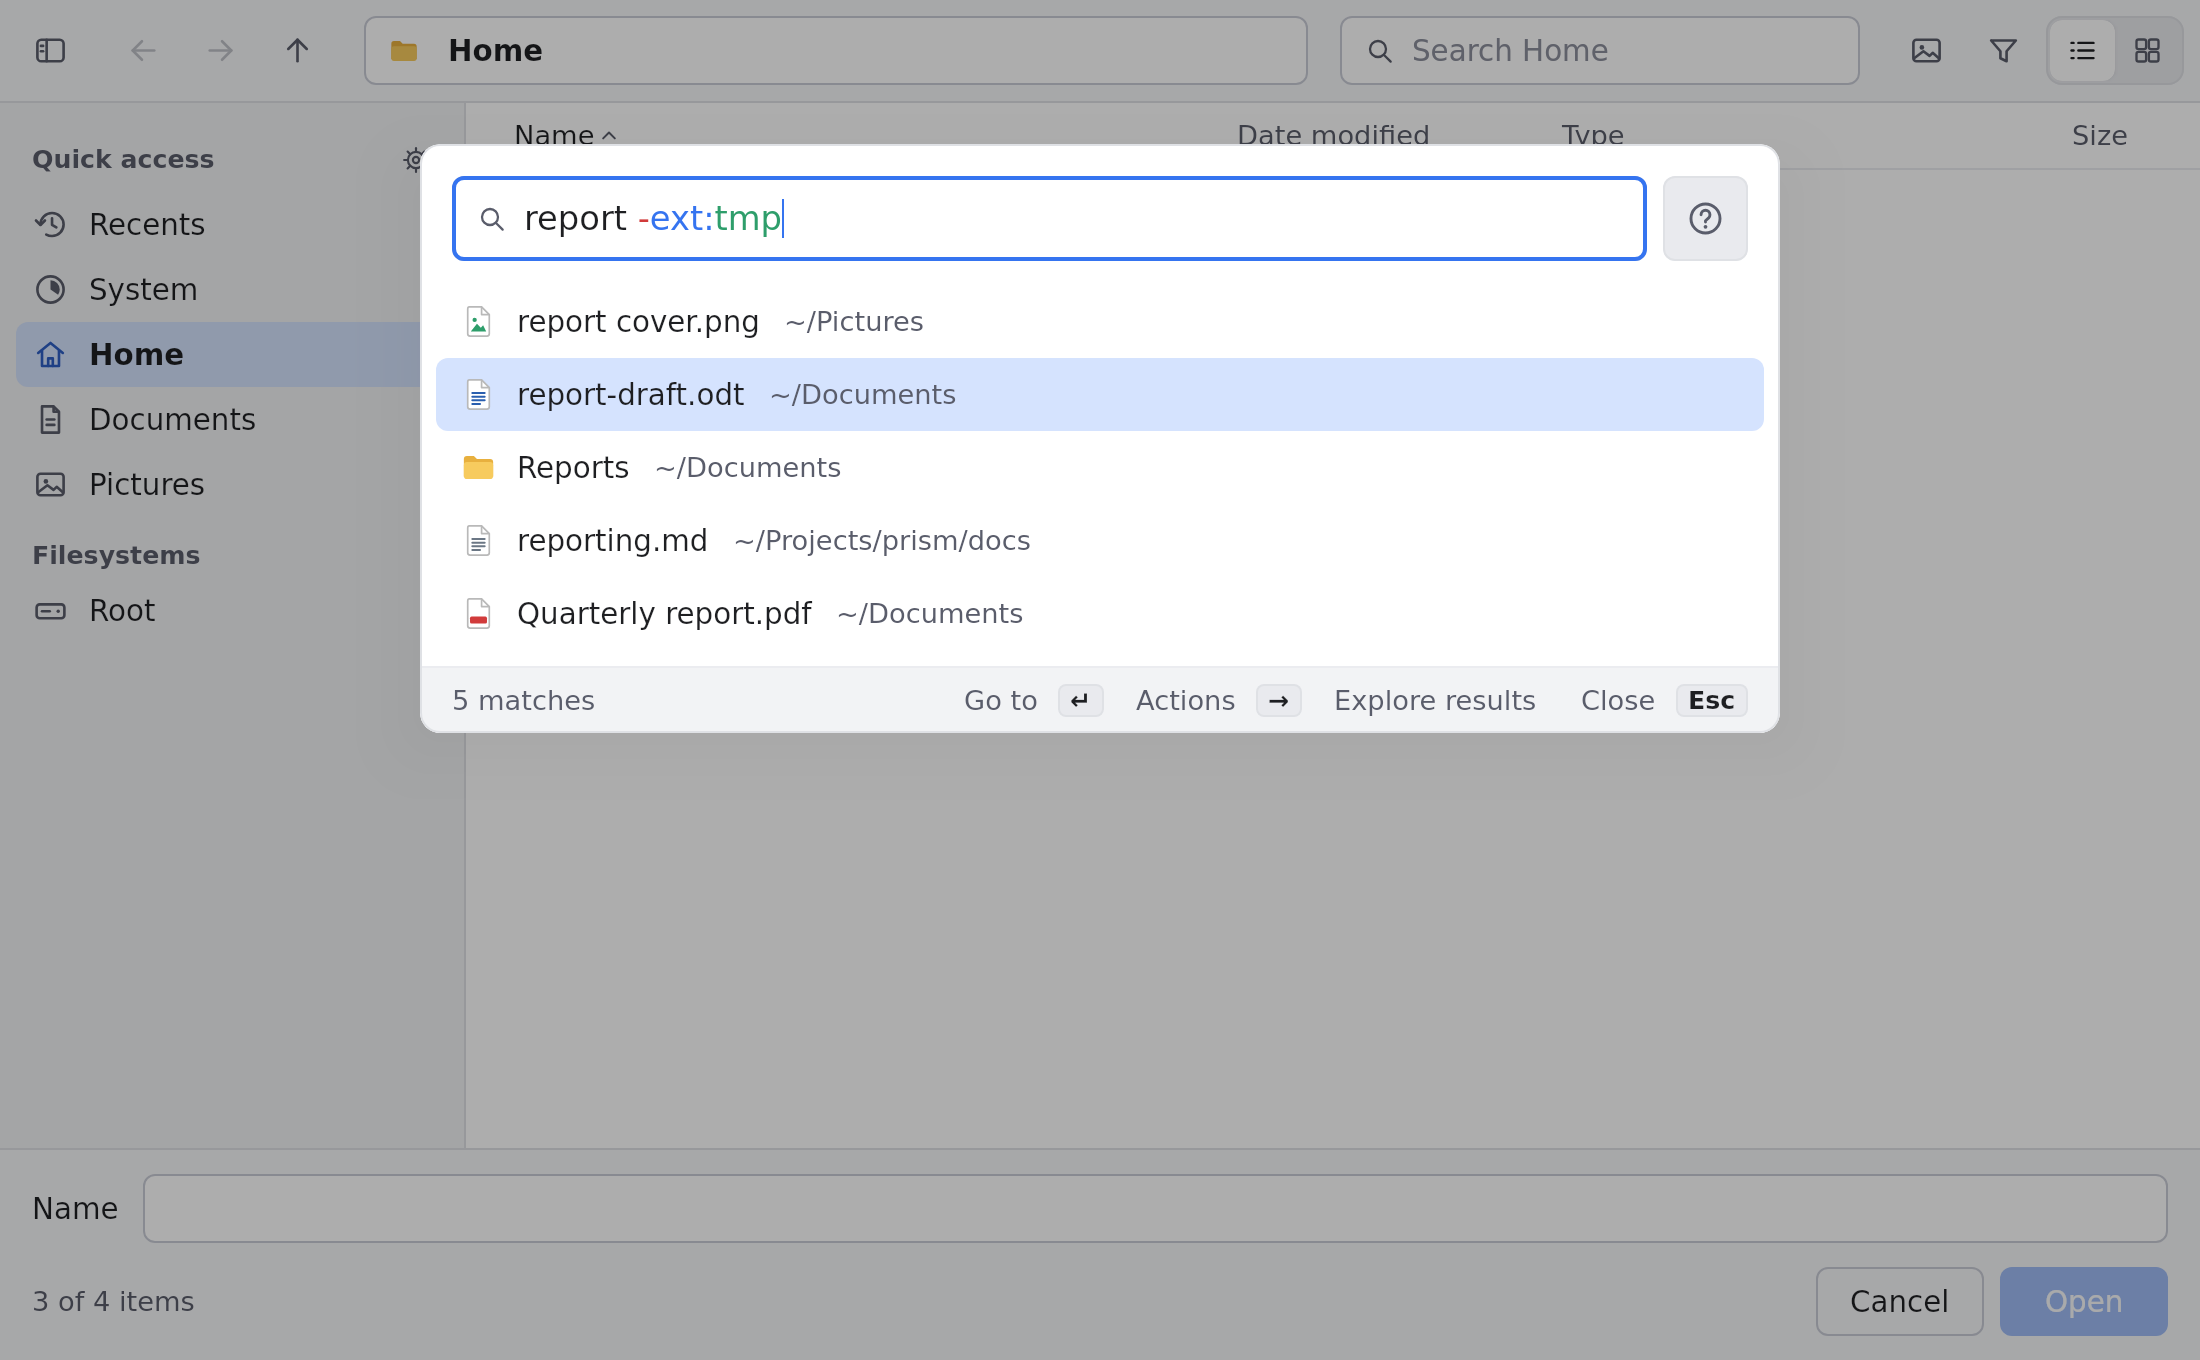 Home
Search Home
Quick access
Recents
System
Home
Documents
Pictures
Filesystems
Root
Name Date modified Type Size
report -ext:tmp
report cover.png ~/Pictures
report-draft.odt ~/Documents
Reports ~/Documents
reporting.md ~/Projects/prism/docs
Quarterly report.pdf ~/Documents
5 matches Go to ↵ Actions → Explore results Close Esc
Name
3 of 4 items
Cancel Open